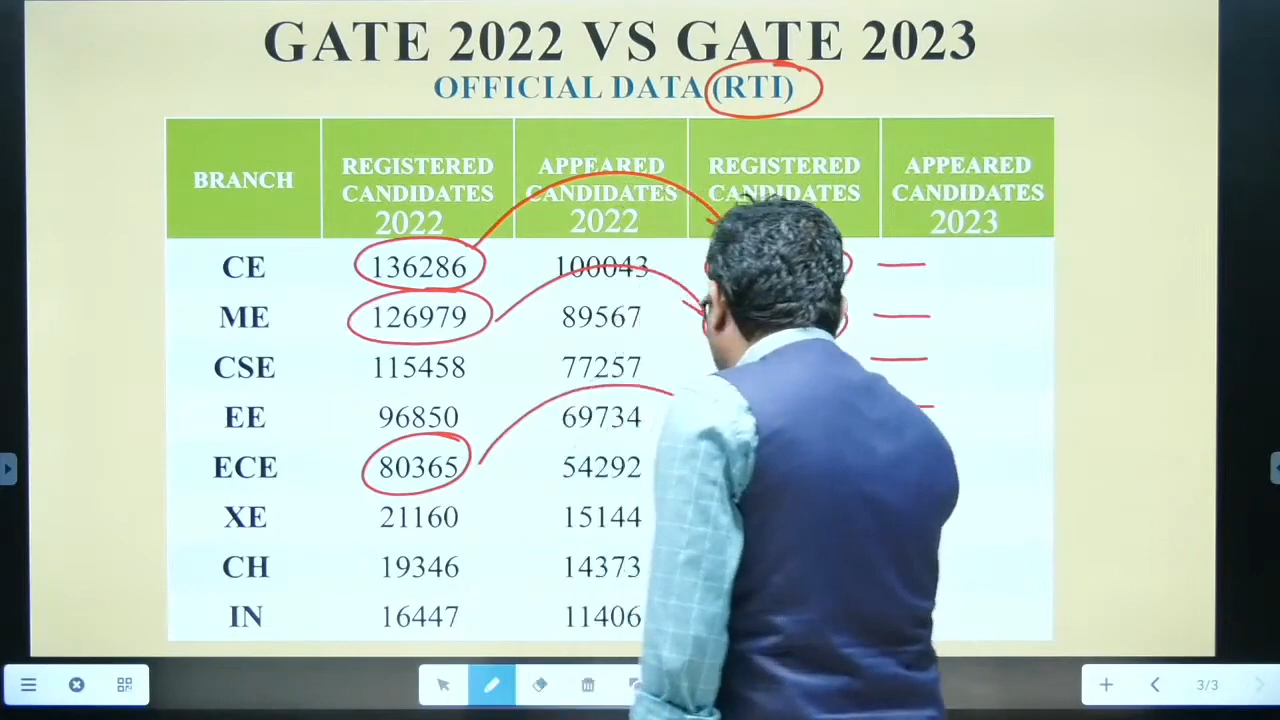 GATE 2022 VS GATE 2023
OFFICIAL DATA (RTI)
BRANCH
REGISTERED CANDIDATES 2022
APPEARED CANDIDATES 2022
REGISTERED CANDIDATES
APPEARED CANDIDATES 2023
CE 136286 100043
ME 126979 89567
CSE 115458 77257
EE 96850 69734
ECE 80365 54292
XE 21160 15144
CH 19346 14373
IN 16447 11406
3/3